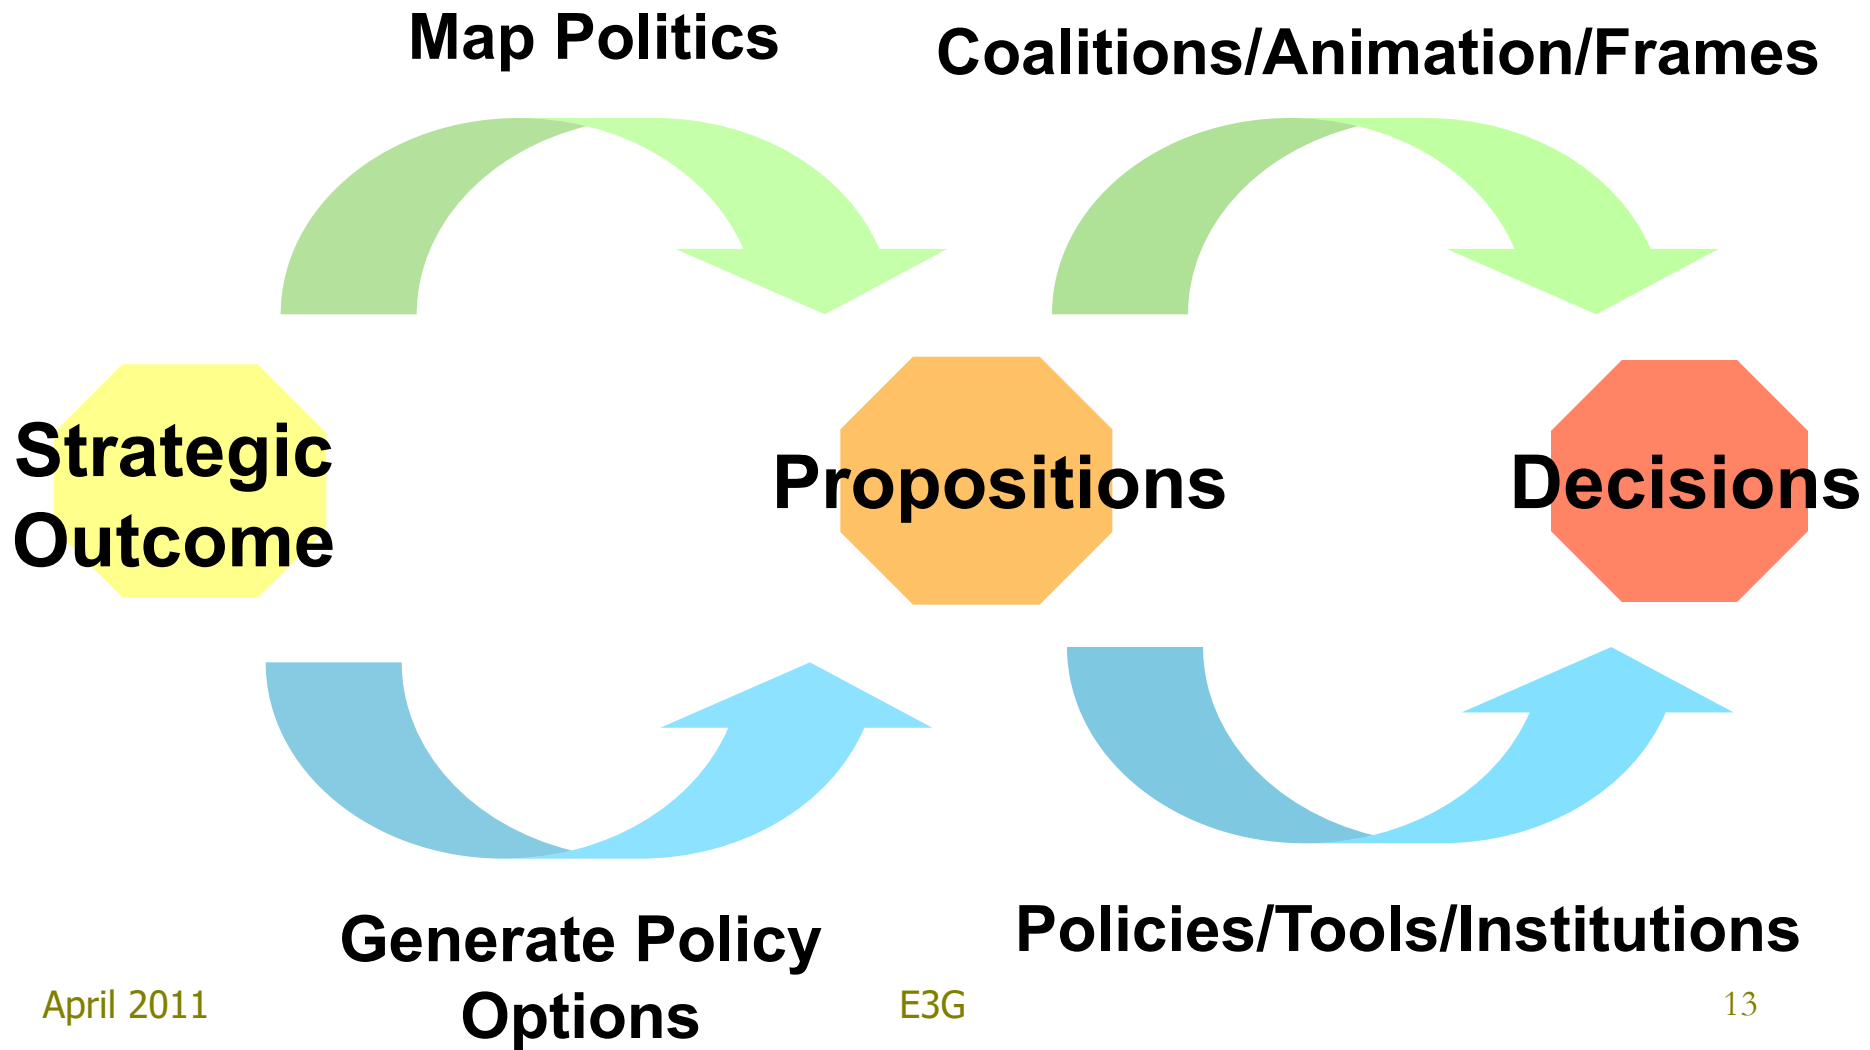 Map Politics
Coalitions/Animation/Frames
Strategic
Outcome
Propositions
Decisions
Generate Policy
Options
Policies/Tools/Institutions
April 2011
E3G
13